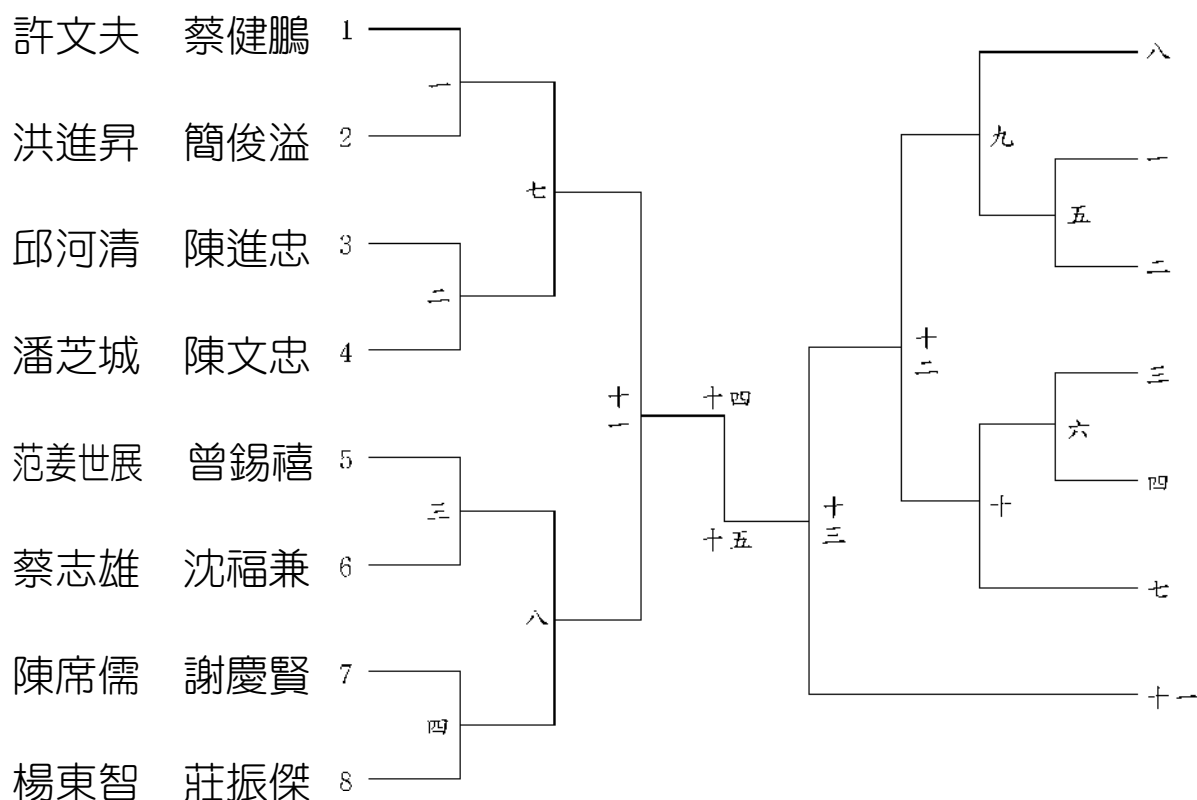 許文夫 蔡健鵬 1
八
一
九
洪進昇 簡俊溢 2
一
七
五
邱河清 陳進忠 3
二
二
十二
潘芝城 陳文忠 4
三
十一
十四
六
范姜世展 曾錫禧 5
四
三
十
十三
十五
蔡志雄 沈福兼 6
七
八
陳席儒 謝慶賢 7
十一
四
楊東智 莊振傑 8